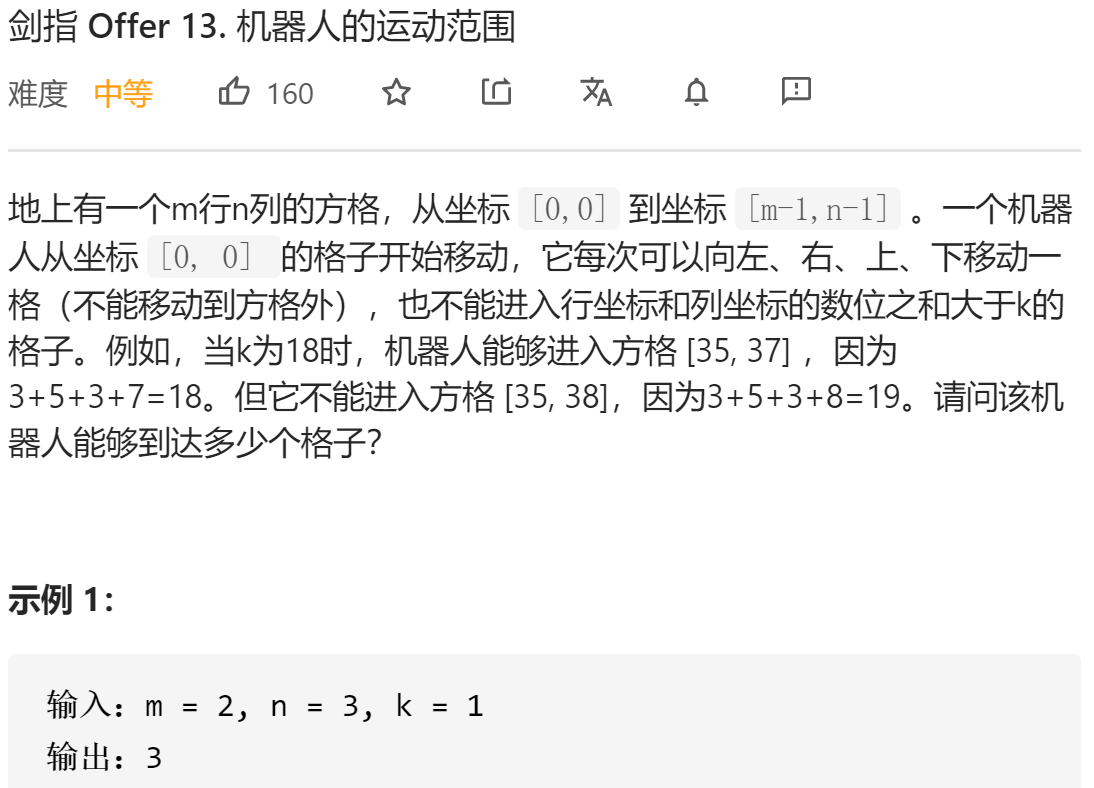 剑指 Offer 13. 机器人的运动范围
难度 中等 160
地上有一个m行n列的方格，从坐标 [0,0] 到坐标 [m-1,n-1] 。一个机器
人从坐标 [0, 0] 的格子开始移动，它每次可以向左、右、上、下移动一
格（不能移动到方格外），也不能进入行坐标和列坐标的数位之和大于k的
格子。例如，当k为18时，机器人能够进入方格 [35, 37] ，因为
3+5+3+7=18。但它不能进入方格 [35, 38]，因为3+5+3+8=19。请问该机
器人能够到达多少个格子？
示例 1：
输入：m = 2, n = 3, k = 1
输出：3